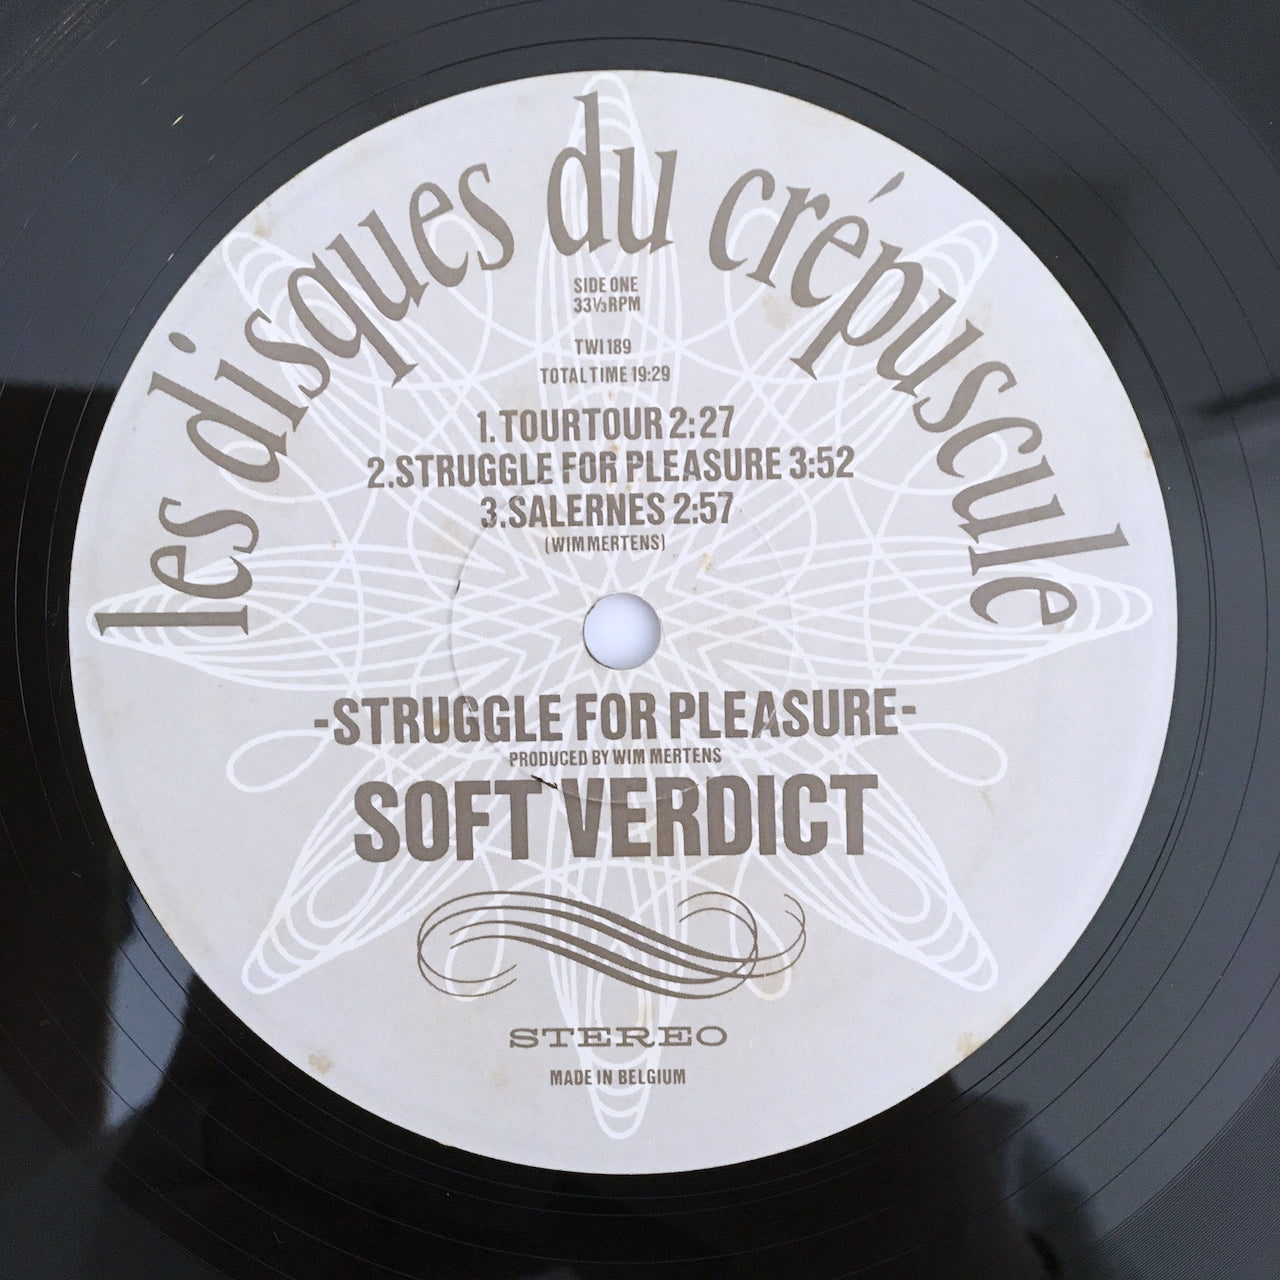 les disques du crépuscule
SIDE ONE
33⅓ RPM
TWI 189
TOTAL TIME 19:29
1. TOURTOUR 2:27
2. STRUGGLE FOR PLEASURE 3:52
3. SALERNES 2:57
(WIM MERTENS)
-STRUGGLE FOR PLEASURE-
PRODUCED BY WIM MERTENS
SOFT VERDICT
STEREO
MADE IN BELGIUM